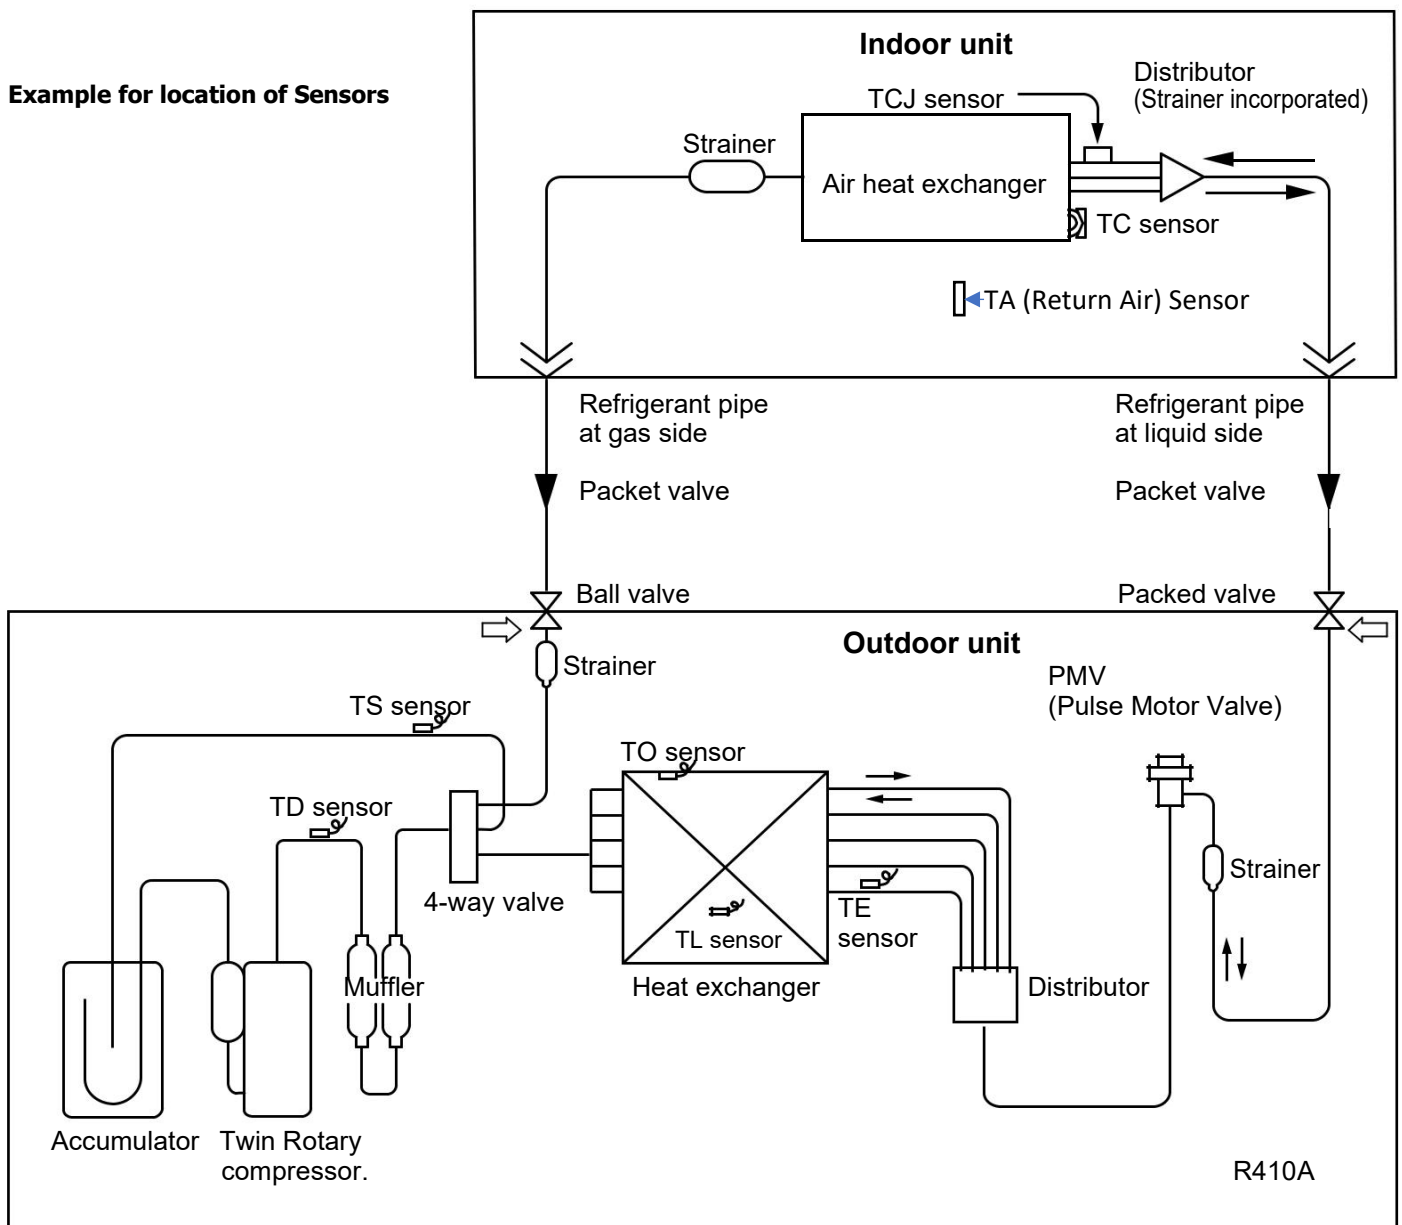 Example for location of Sensors
Indoor unit
Distributor
(Strainer incorporated)
TCJ sensor
Strainer
Air heat exchanger
TC sensor
TA (Return Air) Sensor
Refrigerant pipe
at gas side
Refrigerant pipe
at liquid side
Packet valve
Packet valve
Ball valve
Packed valve
Outdoor unit
Strainer
PMV
(Pulse Motor Valve)
TS sensor
TO sensor
TD sensor
Strainer
4-way valve
TE
sensor
TL sensor
Heat exchanger
Muffler
Distributor
Accumulator
Twin Rotary
compressor.
R410A